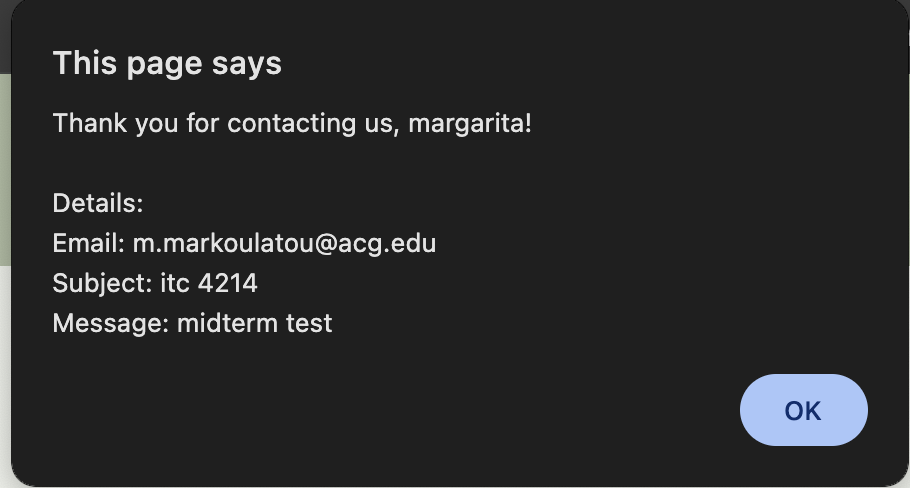 This page says
Thank you for contacting us, margarita!
Details:
Email: m.markoulatou@acg.edu
Subject: itc 4214
Message: midterm test
OK